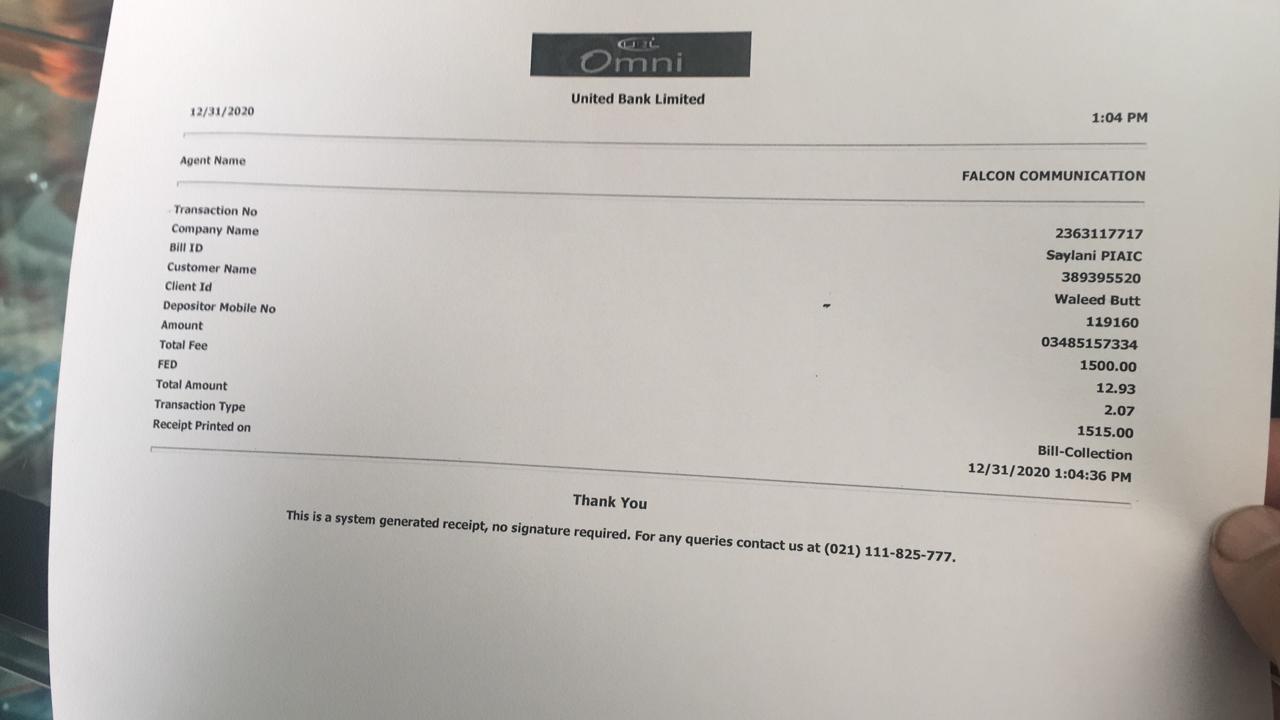 UBL
Omni
United Bank Limited
12/31/2020 1:04 PM
Agent Name FALCON COMMUNICATION
Transaction No 2363117717
Company Name Saylani PIAIC
Bill ID 389395520
Customer Name Waleed Butt
Client Id 119160
Depositor Mobile No 03485157334
Amount 1500.00
Total Fee 12.93
FED 2.07
Total Amount 1515.00
Transaction Type Bill-Collection
Receipt Printed on 12/31/2020 1:04:36 PM
Thank You
This is a system generated receipt, no signature required. For any queries contact us at (021) 111-825-777.